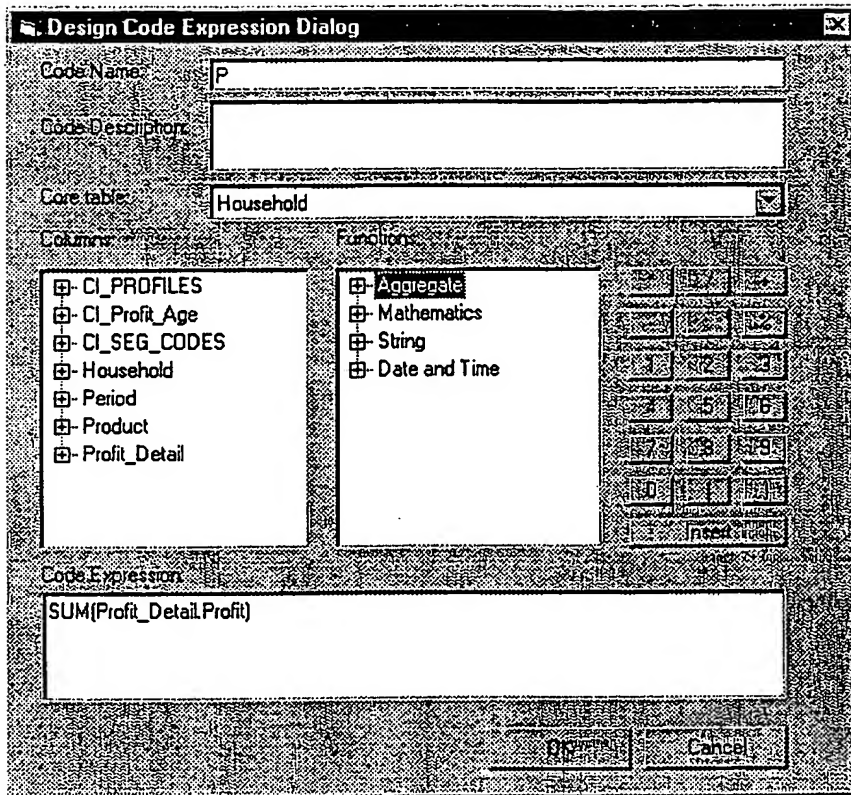 Design Code Expression Dialog
Code Name:
P
Code Description:
Core table:
Household
Columns:
Functions:
CI_PROFILES
CI_Profit_Age
CI_SEG_CODES
Household
Period
Product
Profit_Detail
Aggregate
Mathematics
String
Date and Time
1 2 3
4 5 6
7 8 9
0 ( )
Insert
Code Expression:
SUM(Profit_Detail.Profit)
OK
Cancel